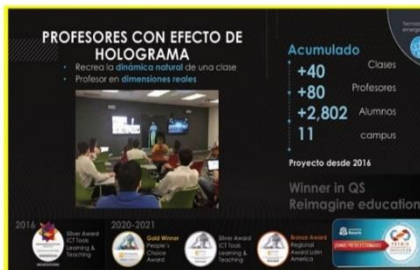 PROFESORES CON EFECTO DE
HOLOGRAMA
• Recrea la dinámica natural de una clase
• Profesor en dimensiones reales
Acumulado
+40 Clases
+80 Profesores
+2,802 Alumnos
11 campus
Proyecto desde 2016
Winner in QS
Reimagine education
2016
Silver Award
ICT Tools
Learning &
Teaching
2020-2021
Gold Winner
People's
Choice
Award
Silver Award
ICT Tools
Learning &
Teaching
Bronze Award
Regional
Award Latin
America